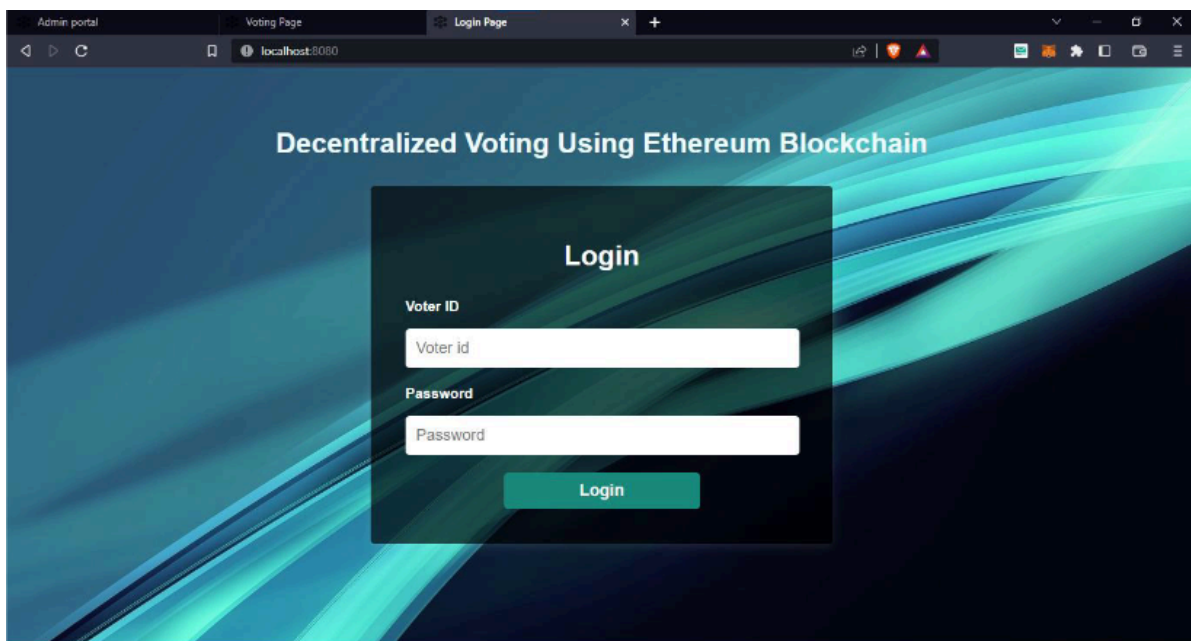 Admin portal
Voting Page
Login Page
localhost:8080
Decentralized Voting Using Ethereum Blockchain
Login
Voter ID
Voter id
Password
Password
Login